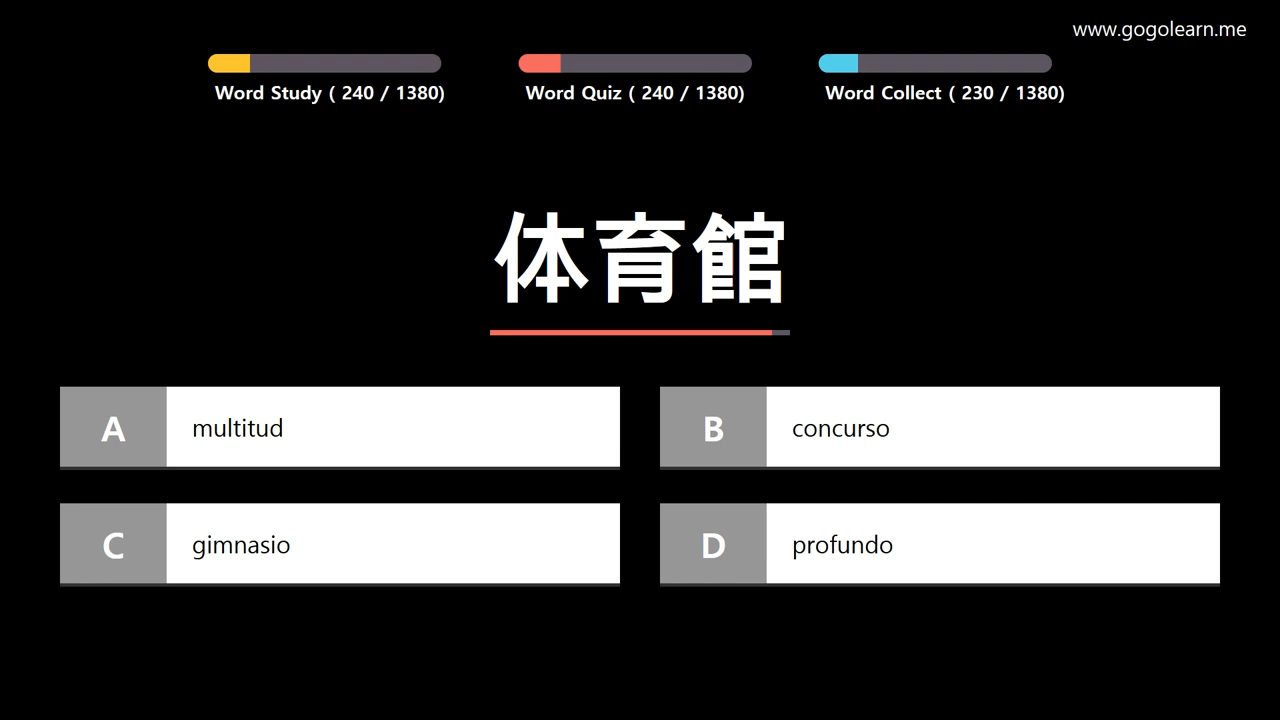 www.gogolearn.me
Word Study ( 240 / 1380)
Word Quiz ( 240 / 1380)
Word Collect ( 230 / 1380)
体育館
A multitud
B concurso
C gimnasio
D profundo